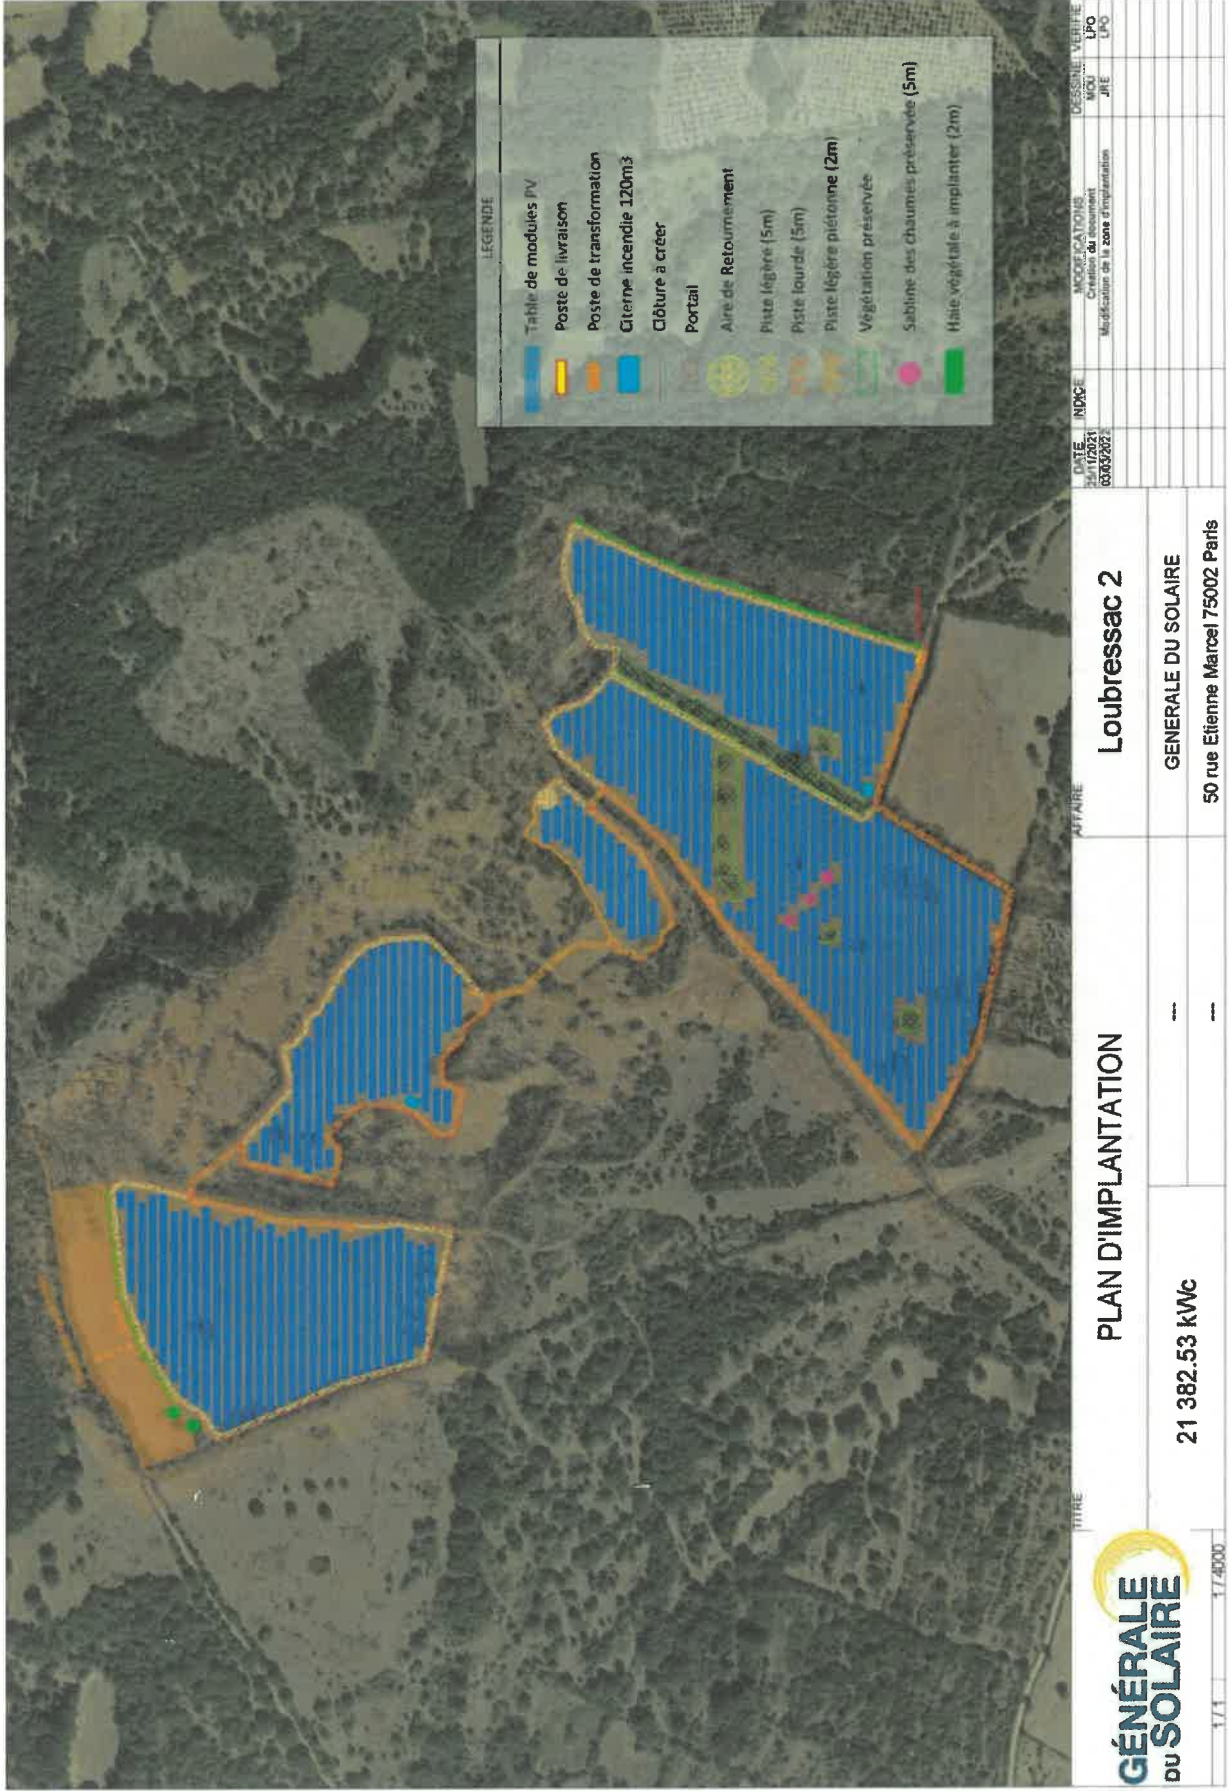 LEGENDE
Table de modules PV
Poste de livraison
Poste de transformation
Citerne incendie 120m3
Clôture à créer
Portail
Aire de Retournement
Piste légère (5m)
Piste lourde (5m)
Piste légère piétonne (2m)
Végétation préservée
Sabline des chaumes préservée (5m)
Haie végétale à implanter (2m)
GÉNÉRALE
DU SOLAIRE
1 / 1
1 / 4000
TITRE
PLAN D'IMPLANTATION
21 382.53 kWc
---
---
AFFAIRE
Loubressac 2
GENERALE DU SOLAIRE
50 rue Etienne Marcel 75002 Paris
DATE INDICE MODIFICATIONS DESSINE VERIFIE
25/11/2021 Création du document MOU LPO
03/03/2022 Modification de la zone d'implantation JRE LPO